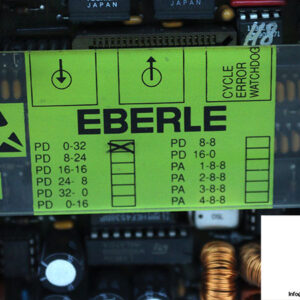 JAPAN
JAPAN
CYCLE
ERROR
WATCHDOG
EBERLE
PD 0-32
PD 8-24
PD 16-16
PD 24-8
PD 32-0
PD 0-16
PD 8-8
PD 16-0
PA 1-8-8
PA 2-8-8
PA 3-8-8
PA 4-8-8